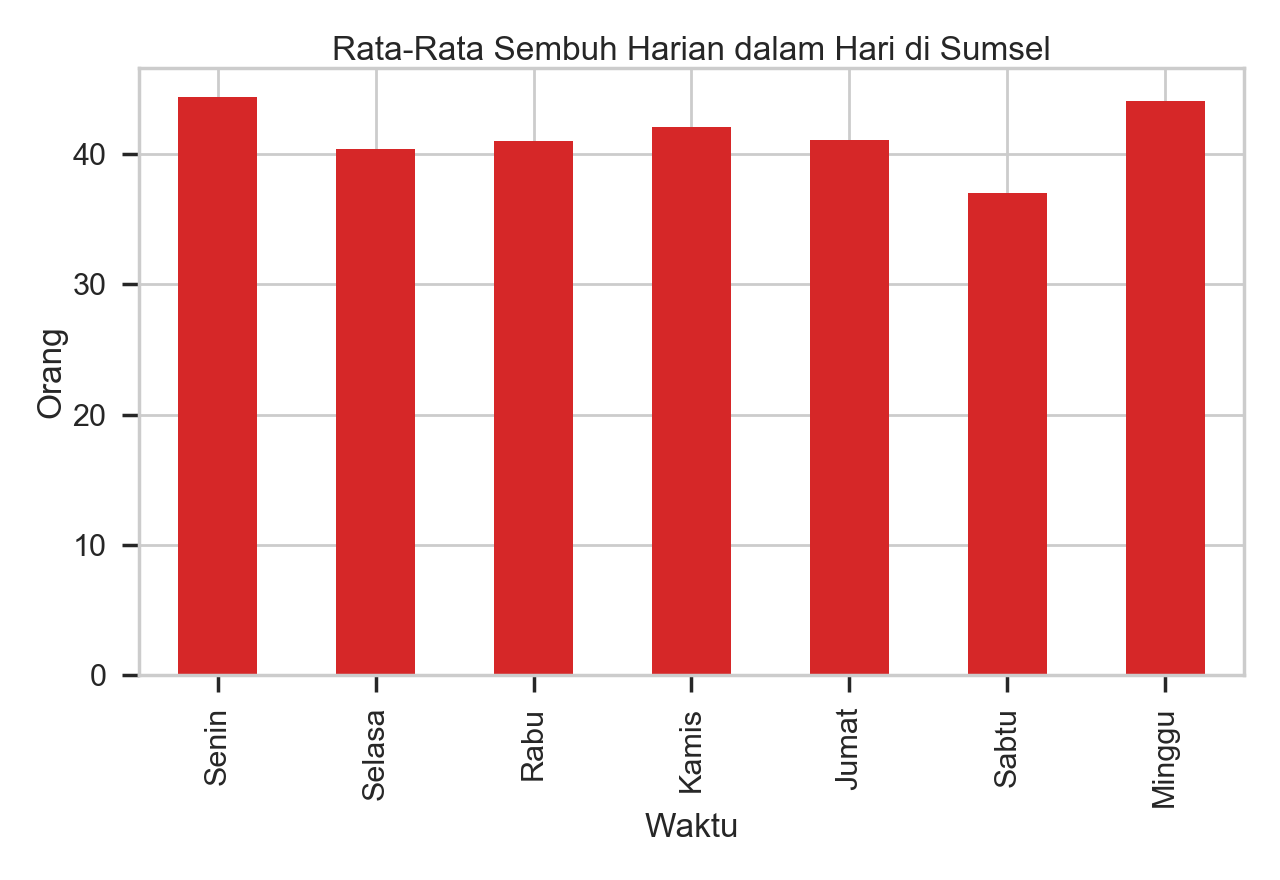 Rata-Rata Sembuh Harian dalam Hari di Sumsel
Orang
40
30
20
10
0
Senin
Selasa
Rabu
Kamis
Jumat
Sabtu
Minggu
Waktu